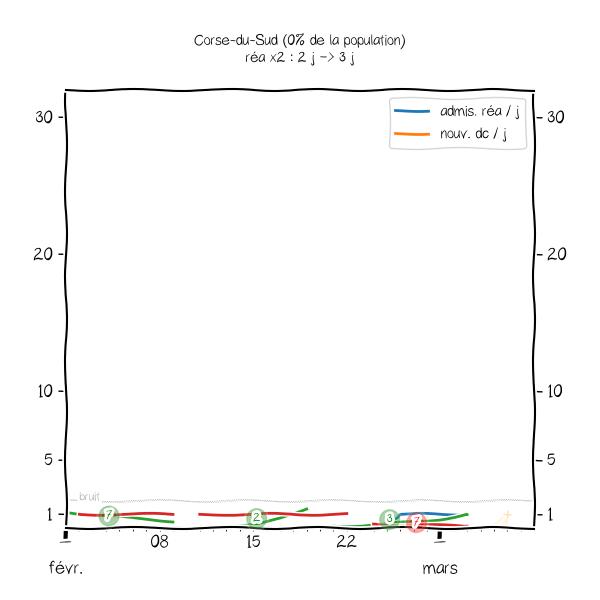 Corse-du-Sud (0% de la population)
réa x2 : 2 j -> 3 j
admis. réa / j
nouv. dc / j
30
30
20
20
10
10
5
5
bruit
1
1
7
2
3
7
08
15
22
févr.
mars